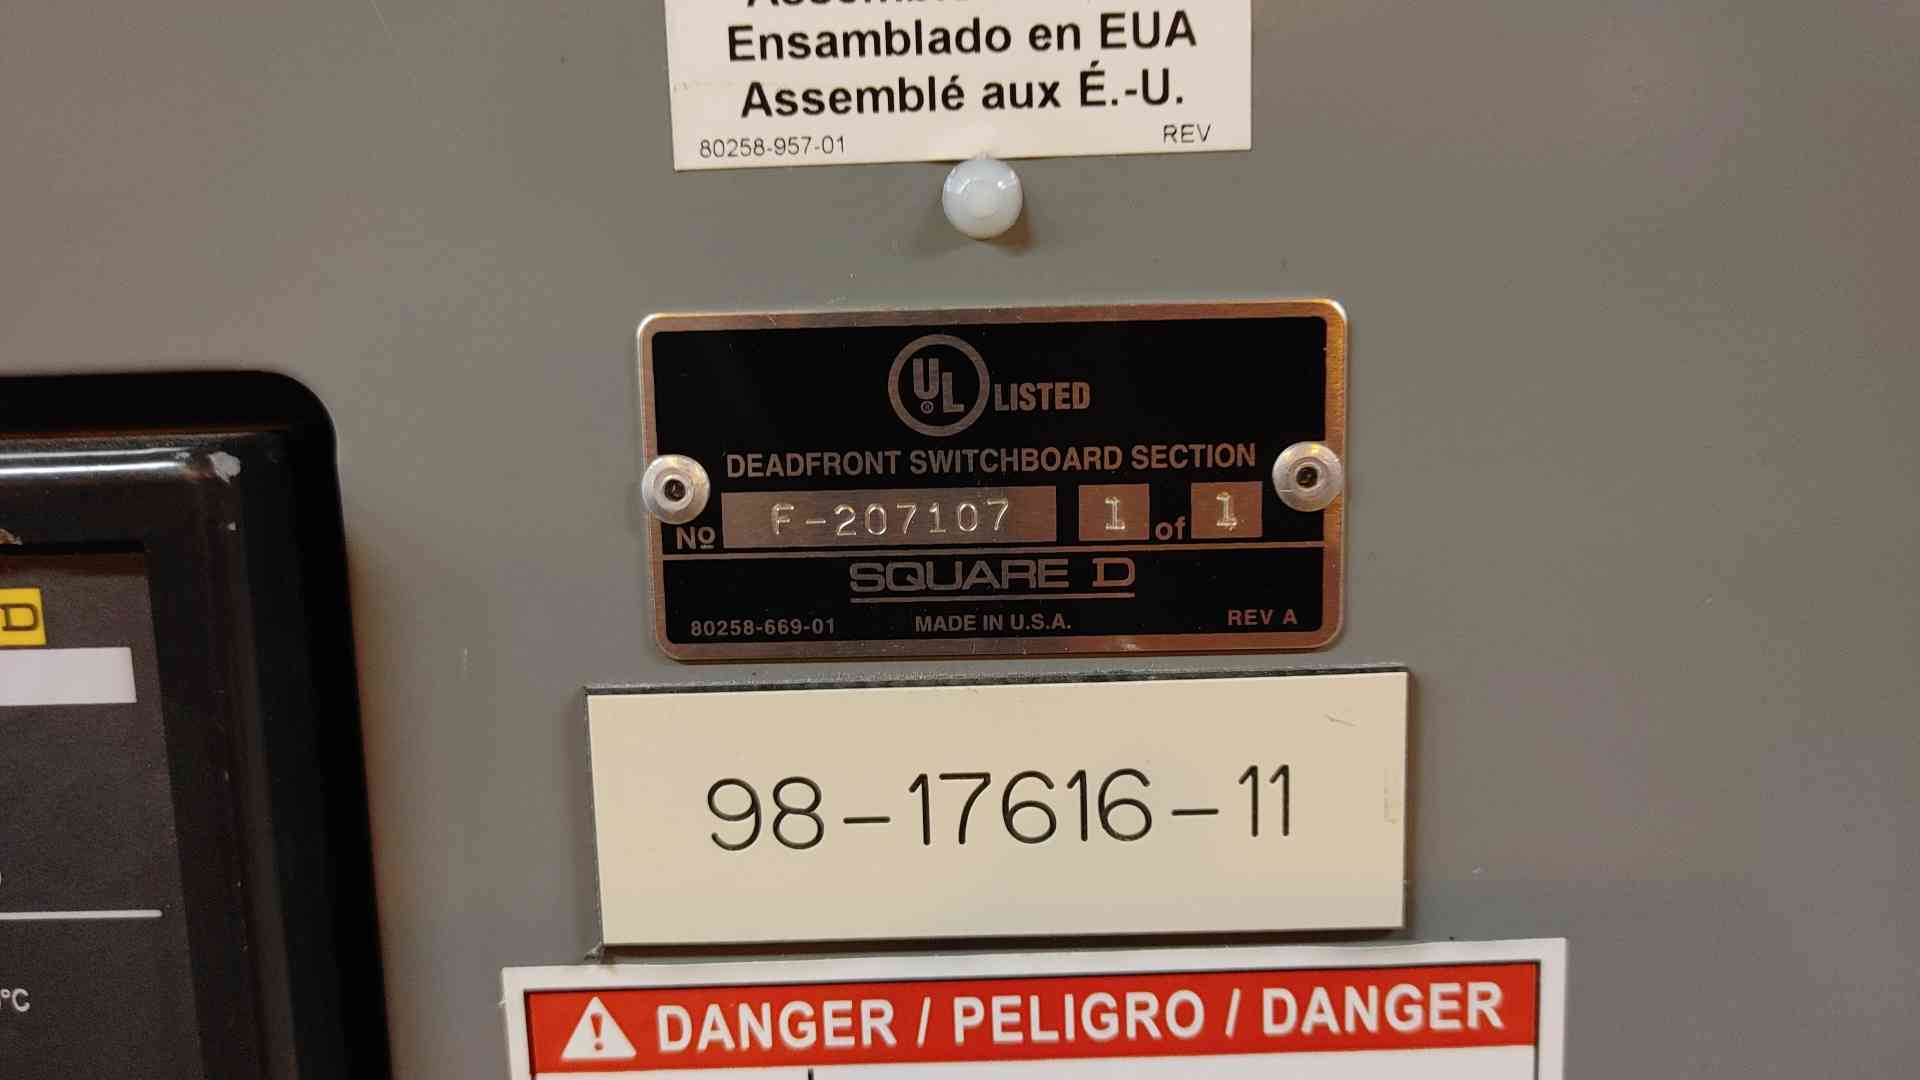 Ensamblado en EUA
Assemblé aux É.-U.
80258-957-01 REV
UL LISTED
DEADFRONT SWITCHBOARD SECTION
Nº F-207107 1 of 1
SQUARE D
80258-669-01 MADE IN U.S.A. REV A
D
98-17616-11
°C
DANGER / PELIGRO / DANGER